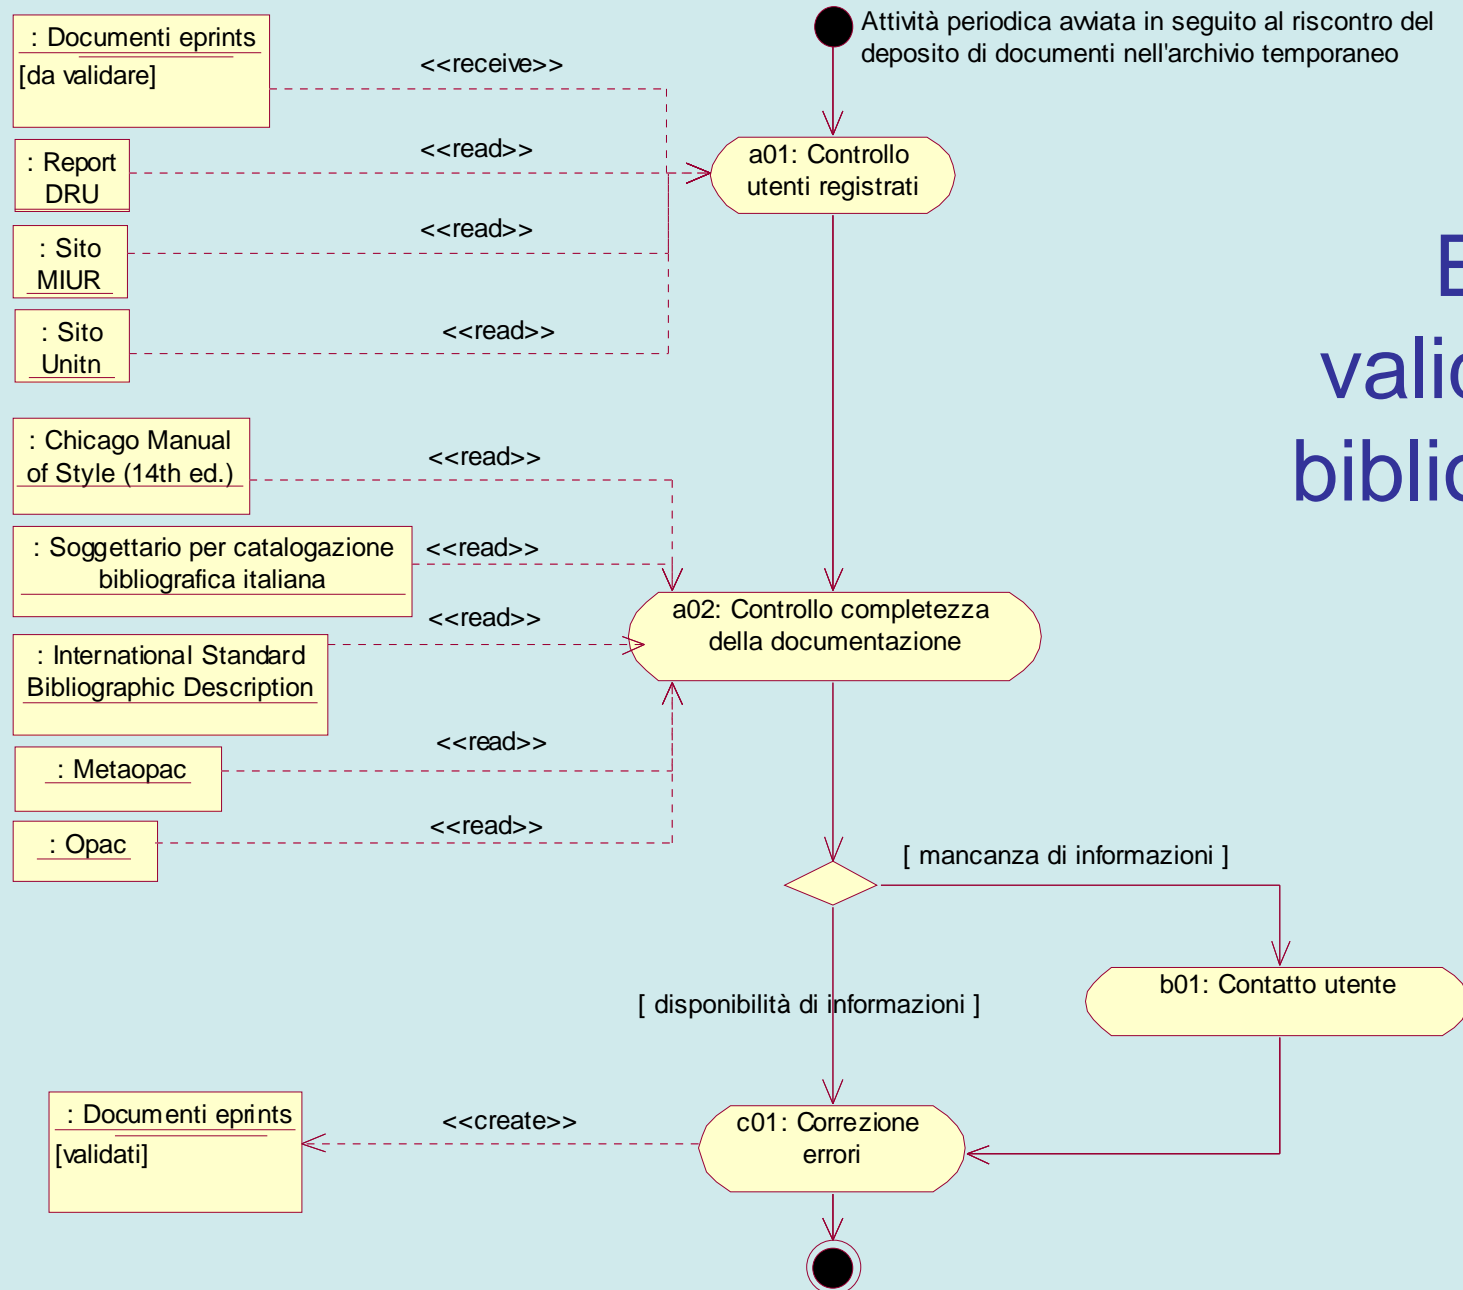 Attività periodica avviata in seguito al riscontro del
deposito di documenti nell'archivio temporaneo
: Documenti eprints
[da validare]
<<receive>>
: Report
DRU
<<read>>
a01: Controllo
utenti registrati
: Sito
MIUR
<<read>>
: Sito
Unitn
<<read>>
: Chicago Manual
of Style (14th ed.)
<<read>>
: Soggettario per catalogazione
bibliografica italiana
<<read>>
a02: Controllo completezza
della documentazione
: International Standard
Bibliographic Description
<<read>>
: Metaopac
<<read>>
: Opac
<<read>>
[ mancanza di informazioni ]
b01: Contatto utente
[ disponibilità di informazioni ]
c01: Correzione
errori
<<create>>
: Documenti eprints
[validati]